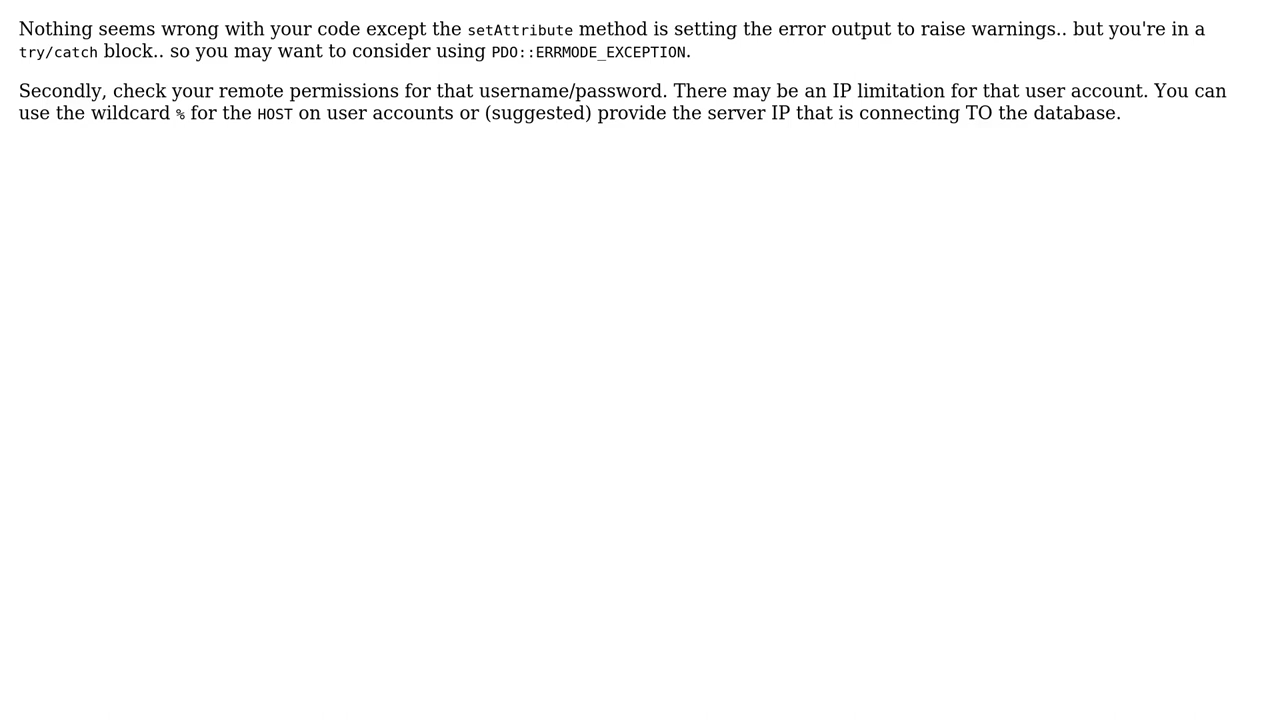 Nothing seems wrong with your code except the setAttribute method is setting the error output to raise warnings.. but you're in a
try/catch block.. so you may want to consider using PDO::ERRMODE_EXCEPTION.
Secondly, check your remote permissions for that username/password. There may be an IP limitation for that user account. You can
use the wildcard % for the HOST on user accounts or (suggested) provide the server IP that is connecting TO the database.